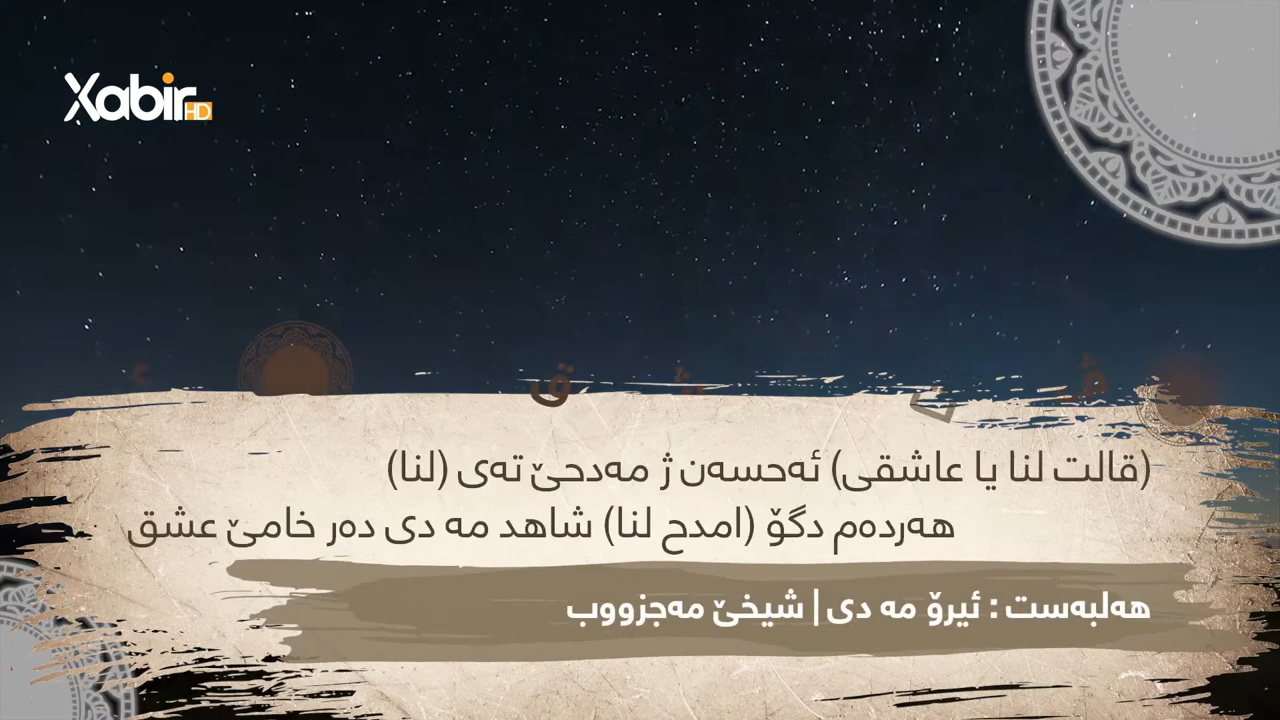 Xabir HD
(قالت لنا يا عاشقی) ئەحسەن ژ مەدحێ تەی (لنا)
هەردەم دگۆ (امدح لنا) شاهد مە دی دەر خامێ عشق
هەلبەست : ئیرۆ مە دی | شیخێ مەجزووب